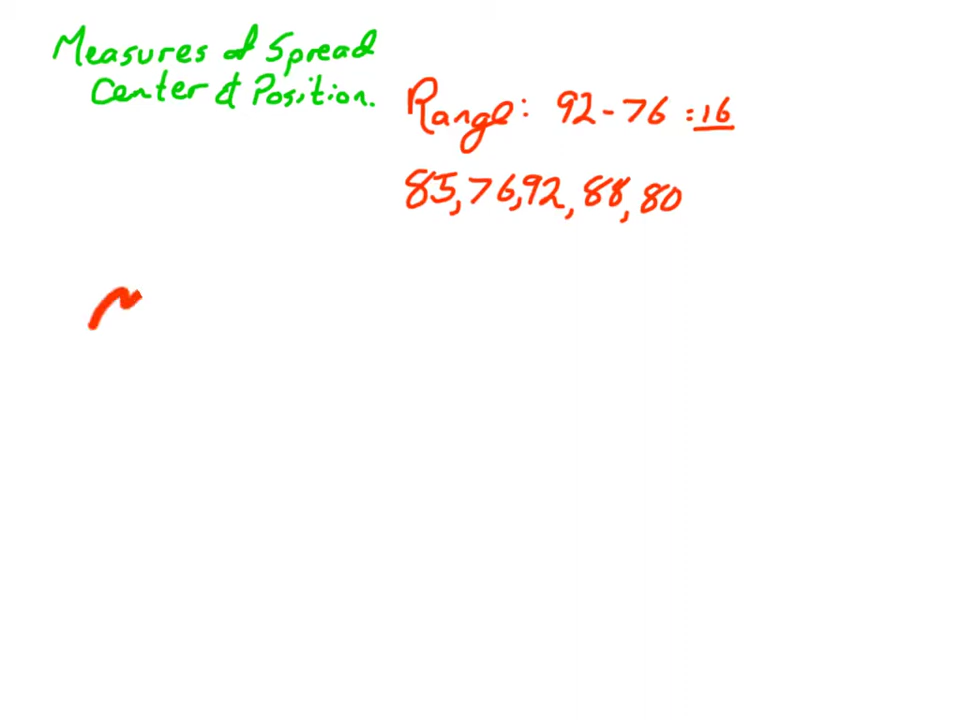 Measures of Spread
Center & Position.
Range: 92-76 =16
85,76,92,88,80